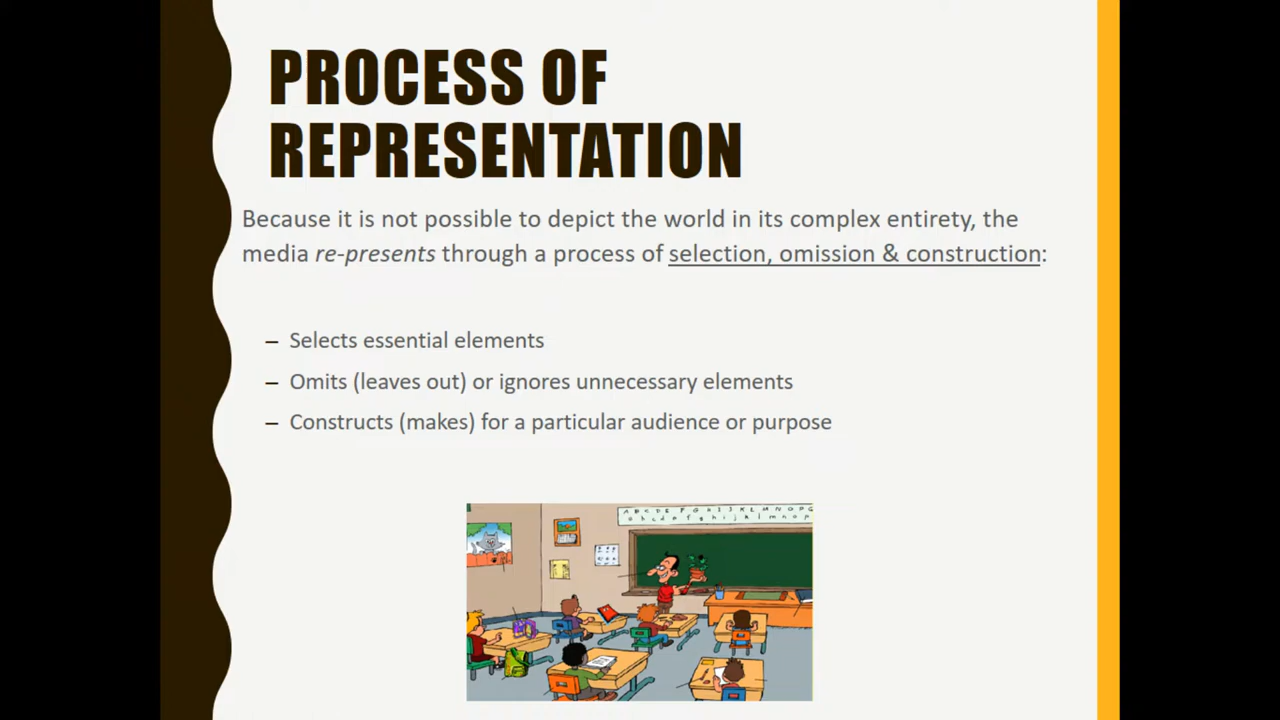 PROCESS OF
REPRESENTATION
Because it is not possible to depict the world in its complex entirety, the
media re-presents through a process of selection, omission & construction:
– Selects essential elements
– Omits (leaves out) or ignores unnecessary elements
– Constructs (makes) for a particular audience or purpose
A B C D E F G H I J K L M N O P G
a b c d e f g h i j k l m n o p